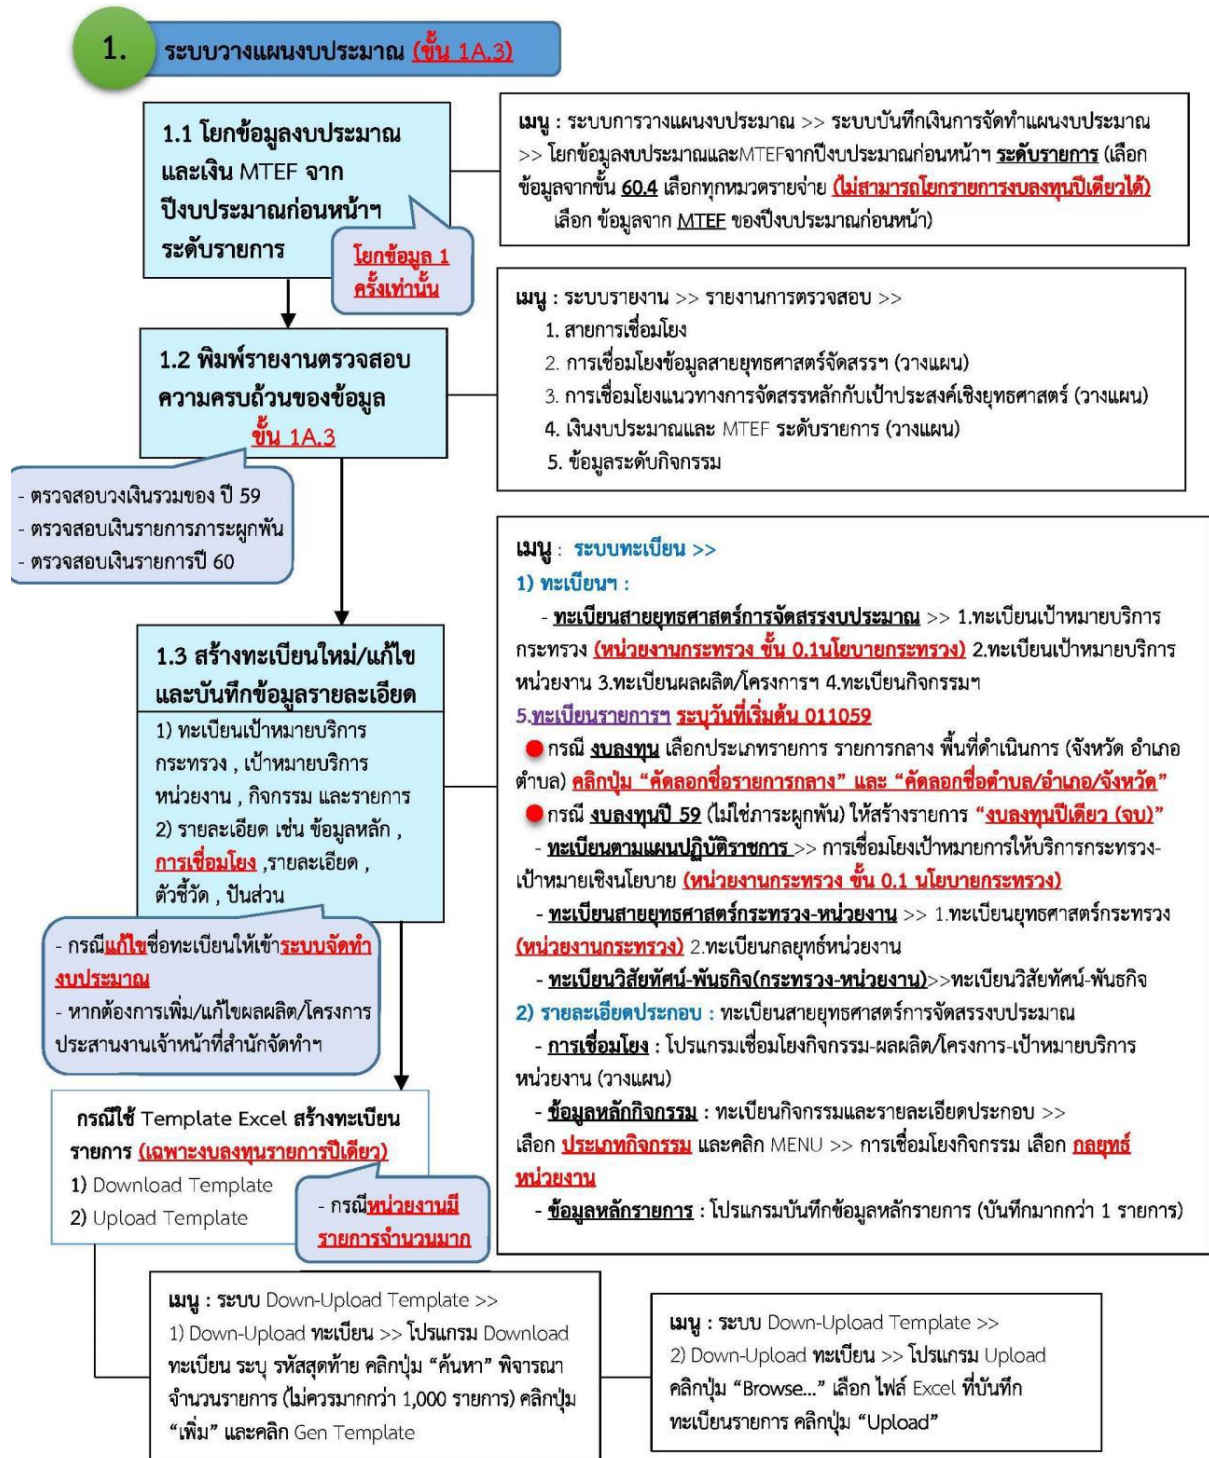 1.
ระบบวางแผนงบประมาณ (ขั้น 1A.3)
1.1 โยกข้อมูลงบประมาณ
และเงิน MTEF จาก
ปีงบประมาณก่อนหน้าฯ
ระดับรายการ
โยกข้อมูล 1
ครั้งเท่านั้น
เมนู : ระบบการวางแผนงบประมาณ >> ระบบบันทึกเงินการจัดทำแผนงบประมาณ
>> โยกข้อมูลงบประมาณและMTEFจากปีงบประมาณก่อนหน้าฯ ระดับรายการ (เลือก
ข้อมูลจากขั้น 60.4 เลือกทุกหมวดรายจ่าย (ไม่สามารถโยกรายการงบลงทุนปีเดียวได้)
เลือก ข้อมูลจาก MTEF ของปีงบประมาณก่อนหน้า)
1.2 พิมพ์รายงานตรวจสอบ
ความครบถ้วนของข้อมูล
ขั้น 1A.3
- ตรวจสอบวงเงินรวมของ ปี 59
- ตรวจสอบเงินรายการภาระผูกพัน
- ตรวจสอบเงินรายการปี 60
เมนู : ระบบรายงาน >> รายงานการตรวจสอบ >>
1. สายการเชื่อมโยง
2. การเชื่อมโยงข้อมูลสายยุทธศาสตร์จัดสรรฯ (วางแผน)
3. การเชื่อมโยงแนวทางการจัดสรรหลักกับเป้าประสงค์เชิงยุทธศาสตร์ (วางแผน)
4. เงินงบประมาณและ MTEF ระดับรายการ (วางแผน)
5. ข้อมูลระดับกิจกรรม
1.3 สร้างทะเบียนใหม่/แก้ไข
และบันทึกข้อมูลรายละเอียด
1) ทะเบียนเป้าหมายบริการ
กระทรวง , เป้าหมายบริการ
หน่วยงาน , กิจกรรม และรายการ
2) รายละเอียด เช่น ข้อมูลหลัก ,
การเชื่อมโยง ,รายละเอียด ,
ตัวชี้วัด , ปันส่วน
- กรณีแก้ไขชื่อทะเบียนให้เข้าระบบจัดทำ
งบประมาณ
- หากต้องการเพิ่ม/แก้ไขผลผลิต/โครงการ
ประสานงานเจ้าหน้าที่สำนักจัดทำฯ
เมนู : ระบบทะเบียน >>
1) ทะเบียนฯ :
- ทะเบียนสายยุทธศาสตร์การจัดสรรงบประมาณ >> 1.ทะเบียนเป้าหมายบริการ
กระทรวง (หน่วยงานกระทรวง ขั้น 0.1นโยบายกระทรวง) 2.ทะเบียนเป้าหมายบริการ
หน่วยงาน 3.ทะเบียนผลผลิต/โครงการฯ 4.ทะเบียนกิจกรรมฯ
5.ทะเบียนรายการฯ ระบุวันที่เริ่มต้น 011059
กรณี งบลงทุน เลือกประเภทรายการ รายการกลาง พื้นที่ดำเนินการ (จังหวัด อำเภอ
ตำบล) คลิกปุ่ม “คัดลอกชื่อรายการกลาง” และ “คัดลอกชื่อตำบล/อำเภอ/จังหวัด”
กรณี งบลงทุนปี 59 (ไม่ใช่ภาระผูกพัน) ให้สร้างรายการ “งบลงทุนปีเดียว (จบ)”
- ทะเบียนตามแผนปฏิบัติราชการ >> การเชื่อมโยงเป้าหมายการให้บริการกระทรวง-
เป้าหมายเชิงนโยบาย (หน่วยงานกระทรวง ขั้น 0.1 นโยบายกระทรวง)
- ทะเบียนสายยุทธศาสตร์กระทรวง-หน่วยงาน >> 1.ทะเบียนยุทธศาสตร์กระทรวง
(หน่วยงานกระทรวง) 2.ทะเบียนกลยุทธ์หน่วยงาน
- ทะเบียนวิสัยทัศน์-พันธกิจ(กระทรวง-หน่วยงาน)>>ทะเบียนวิสัยทัศน์-พันธกิจ
2) รายละเอียดประกอบ : ทะเบียนสายยุทธศาสตร์การจัดสรรงบประมาณ
- การเชื่อมโยง : โปรแกรมเชื่อมโยงกิจกรรม-ผลผลิต/โครงการ-เป้าหมายบริการ
หน่วยงาน (วางแผน)
- ข้อมูลหลักกิจกรรม : ทะเบียนกิจกรรมและรายละเอียดประกอบ >>
เลือก ประเภทกิจกรรม และคลิก MENU >> การเชื่อมโยงกิจกรรม เลือก กลยุทธ์
หน่วยงาน
- ข้อมูลหลักรายการ : โปรแกรมบันทึกข้อมูลหลักรายการ (บันทึกมากกว่า 1 รายการ)
กรณีใช้ Template Excel สร้างทะเบียน
รายการ (เฉพาะงบลงทุนรายการปีเดียว)
1) Download Template
2) Upload Template
- กรณีหน่วยงานมี
รายการจำนวนมาก
เมนู : ระบบ Down-Upload Template >>
1) Down-Upload ทะเบียน >> โปรแกรม Download
ทะเบียน ระบุ รหัสสุดท้าย คลิกปุ่ม “ค้นหา” พิจารณา
จำนวนรายการ (ไม่ควรมากกว่า 1,000 รายการ) คลิกปุ่ม
“เพิ่ม” และคลิก Gen Template
เมนู : ระบบ Down-Upload Template >>
2) Down-Upload ทะเบียน >> โปรแกรม Upload
คลิกปุ่ม “Browse...” เลือก ไฟล์ Excel ที่บันทึก
ทะเบียนรายการ คลิกปุ่ม “Upload”